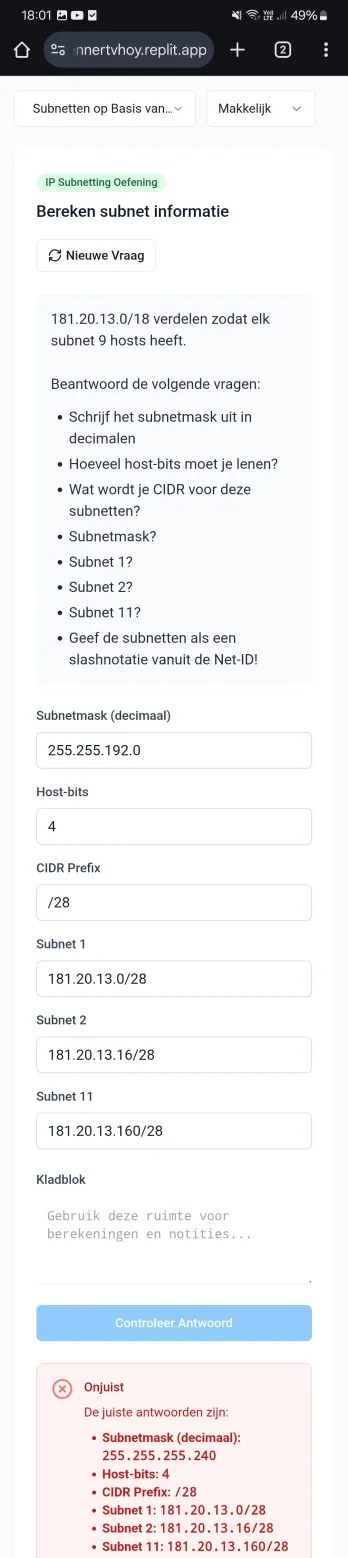 18:01
49%
nnertvhoy.replit.app
2
Subnetten op Basis van...
Makkelijk
IP Subnetting Oefening
Bereken subnet informatie
Nieuwe Vraag
181.20.13.0/18 verdelen zodat elk
subnet 9 hosts heeft.
Beantwoord de volgende vragen:
• Schrijf het subnetmask uit in
decimalen
• Hoeveel host-bits moet je lenen?
• Wat wordt je CIDR voor deze
subnetten?
• Subnetmask?
• Subnet 1?
• Subnet 2?
• Subnet 11?
• Geef de subnetten als een
slashnotatie vanuit de Net-ID!
Subnetmask (decimaal)
255.255.192.0
Host-bits
4
CIDR Prefix
/28
Subnet 1
181.20.13.0/28
Subnet 2
181.20.13.16/28
Subnet 11
181.20.13.160/28
Kladblok
Gebruik deze ruimte voor
berekeningen en notities...
Controleer Antwoord
Onjuist
De juiste antwoorden zijn:
• Subnetmask (decimaal):
255.255.255.240
• Host-bits: 4
• CIDR Prefix: /28
• Subnet 1: 181.20.13.0/28
• Subnet 2: 181.20.13.16/28
• Subnet 11: 181.20.13.160/28